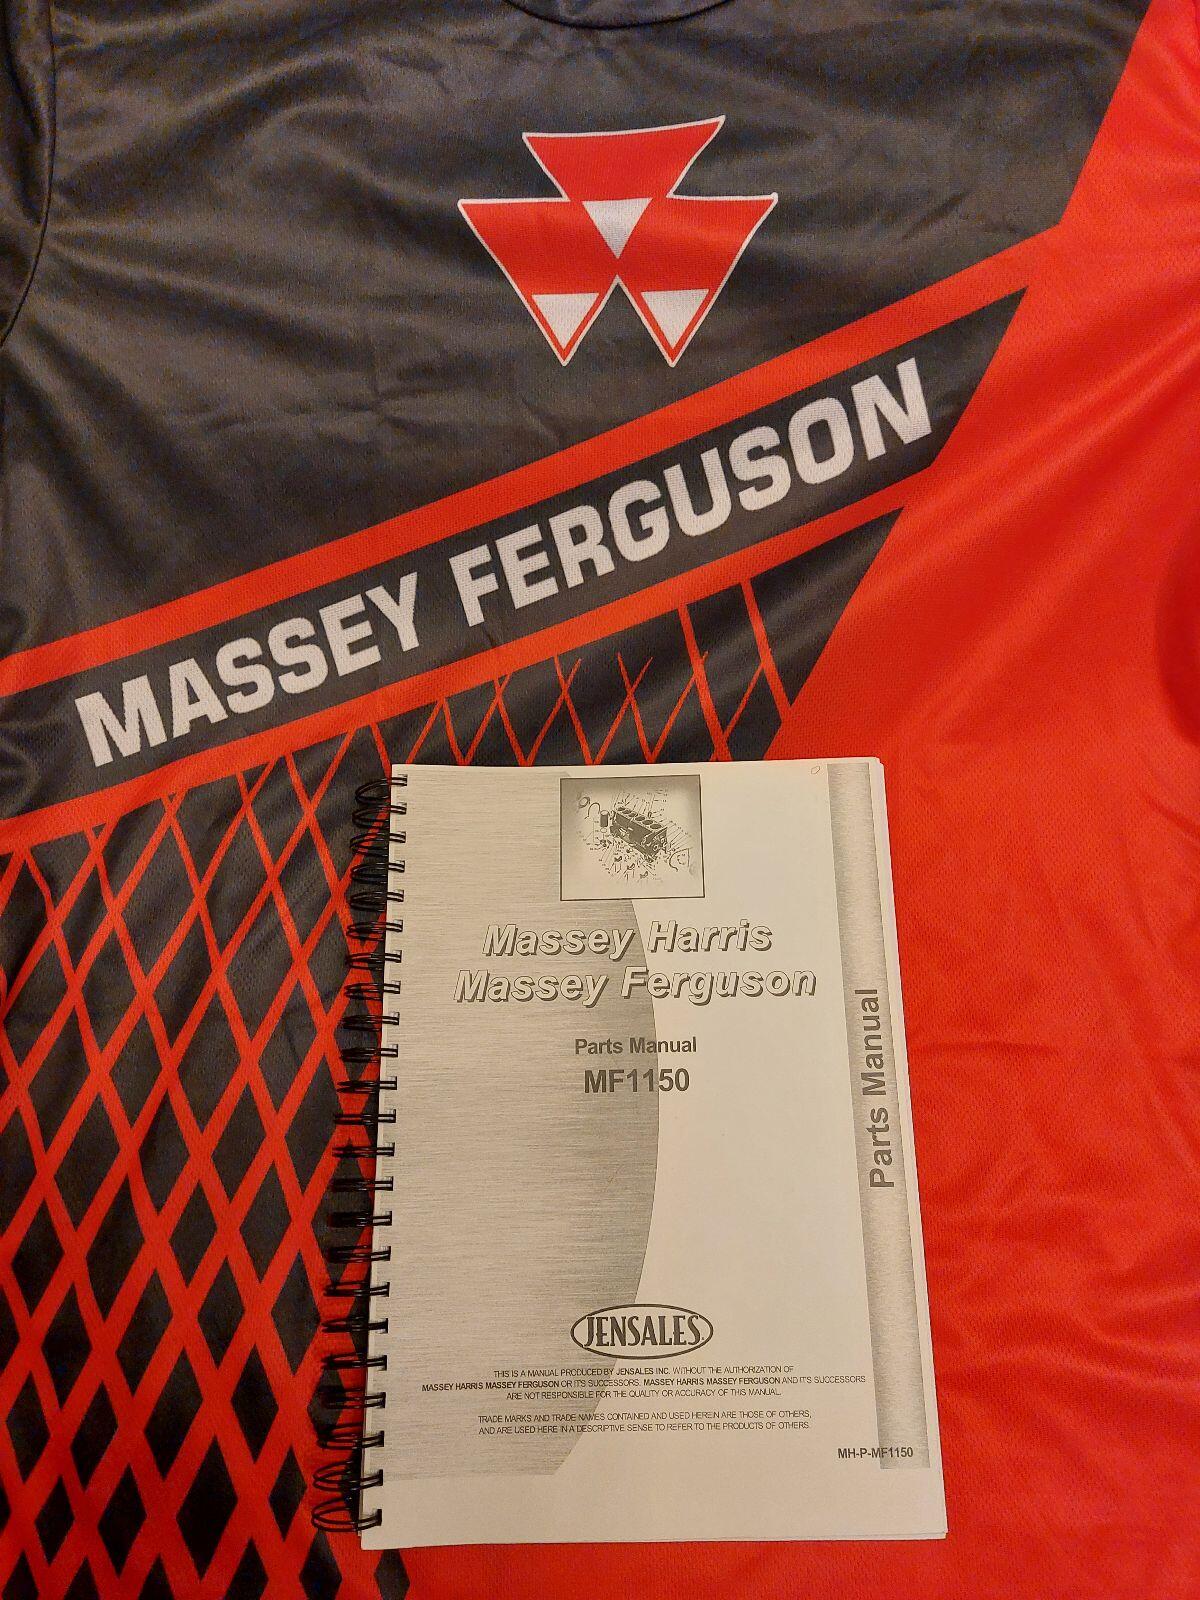 MASSEY FERGUSON
Massey Harris
Massey Ferguson
Parts Manual
MF1150
Parts Manual
JENSALES
THIS IS A MANUAL PRODUCED BY JENSALES INC. WITHOUT THE AUTHORIZATION OF
MASSEY HARRIS MASSEY FERGUSON OR ITS SUCCESSORS. MASSEY HARRIS MASSEY FERGUSON AND ITS SUCCESSORS
ARE NOT RESPONSIBLE FOR THE QUALITY OR ACCURACY OF THIS MANUAL.
TRADE MARKS AND TRADE NAMES CONTAINED AND USED HEREIN ARE THOSE OF OTHERS,
AND ARE USED HERE IN A DESCRIPTIVE SENSE TO REFER TO THE PRODUCTS OF OTHERS.
MH-P-MF1150